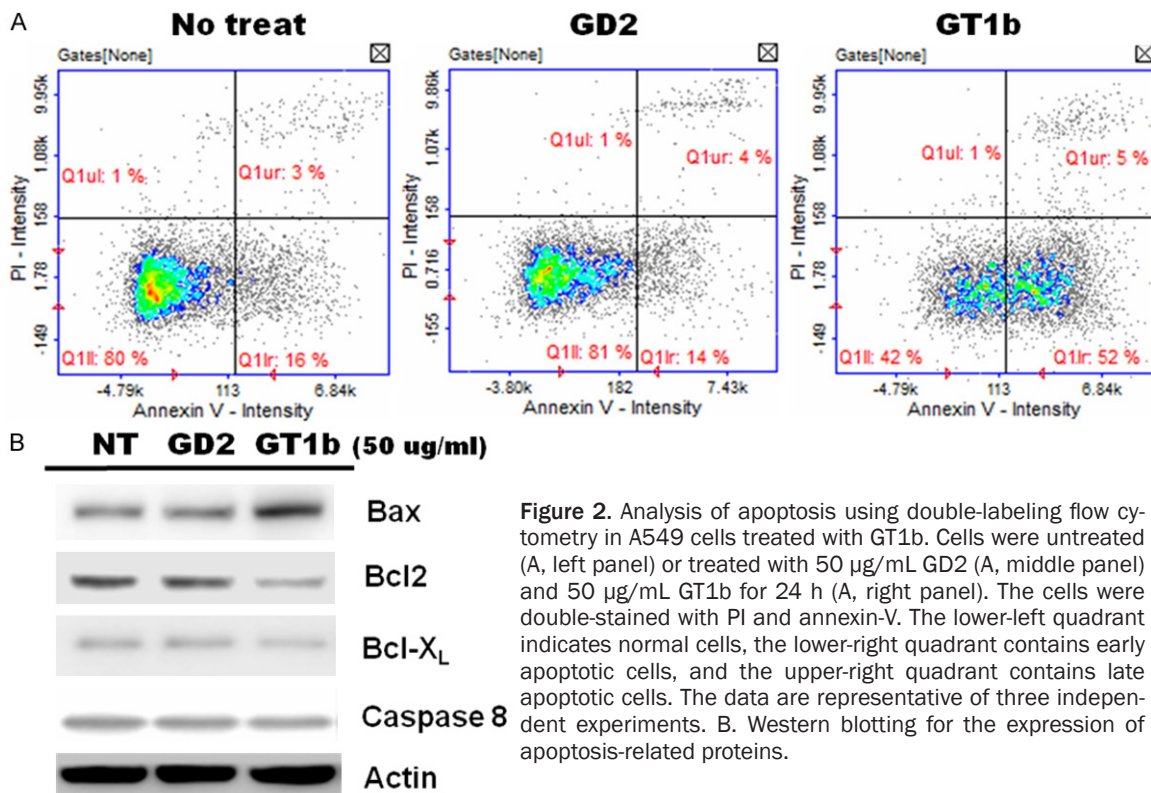 A
No treat
GD2
GT1b
Gates[None]
9.95k
1.08k
158
1.78
-149
PI - Intensity
Q1ul: 1 %
Q1ur: 3 %
Q1ll: 80 %
Q1lr: 16 %
-4.79k 113 6.84k
Annexin V - Intensity
Gates[None]
9.86k
1.07k
158
0.716
-155
PI - Intensity
Q1ul: 1 %
Q1ur: 4 %
Q1ll: 81 %
Q1lr: 14 %
-3.80k 182 7.43k
Annexin V - Intensity
Gates[None]
9.95k
1.08k
158
1.78
-149
PI - Intensity
Q1ul: 1 %
Q1ur: 5 %
Q1ll: 42 %
Q1lr: 52 %
-4.79k 113 6.84k
Annexin V - Intensity
B
NT GD2 GT1b (50 ug/ml)
Bax
Bcl2
Bcl-XL
Caspase 8
Actin
Figure 2. Analysis of apoptosis using double-labeling flow cy-
tometry in A549 cells treated with GT1b. Cells were untreated
(A, left panel) or treated with 50 µg/mL GD2 (A, middle panel)
and 50 µg/mL GT1b for 24 h (A, right panel). The cells were
double-stained with PI and annexin-V. The lower-left quadrant
indicates normal cells, the lower-right quadrant contains early
apoptotic cells, and the upper-right quadrant contains late
apoptotic cells. The data are representative of three indepen-
dent experiments. B. Western blotting for the expression of
apoptosis-related proteins.